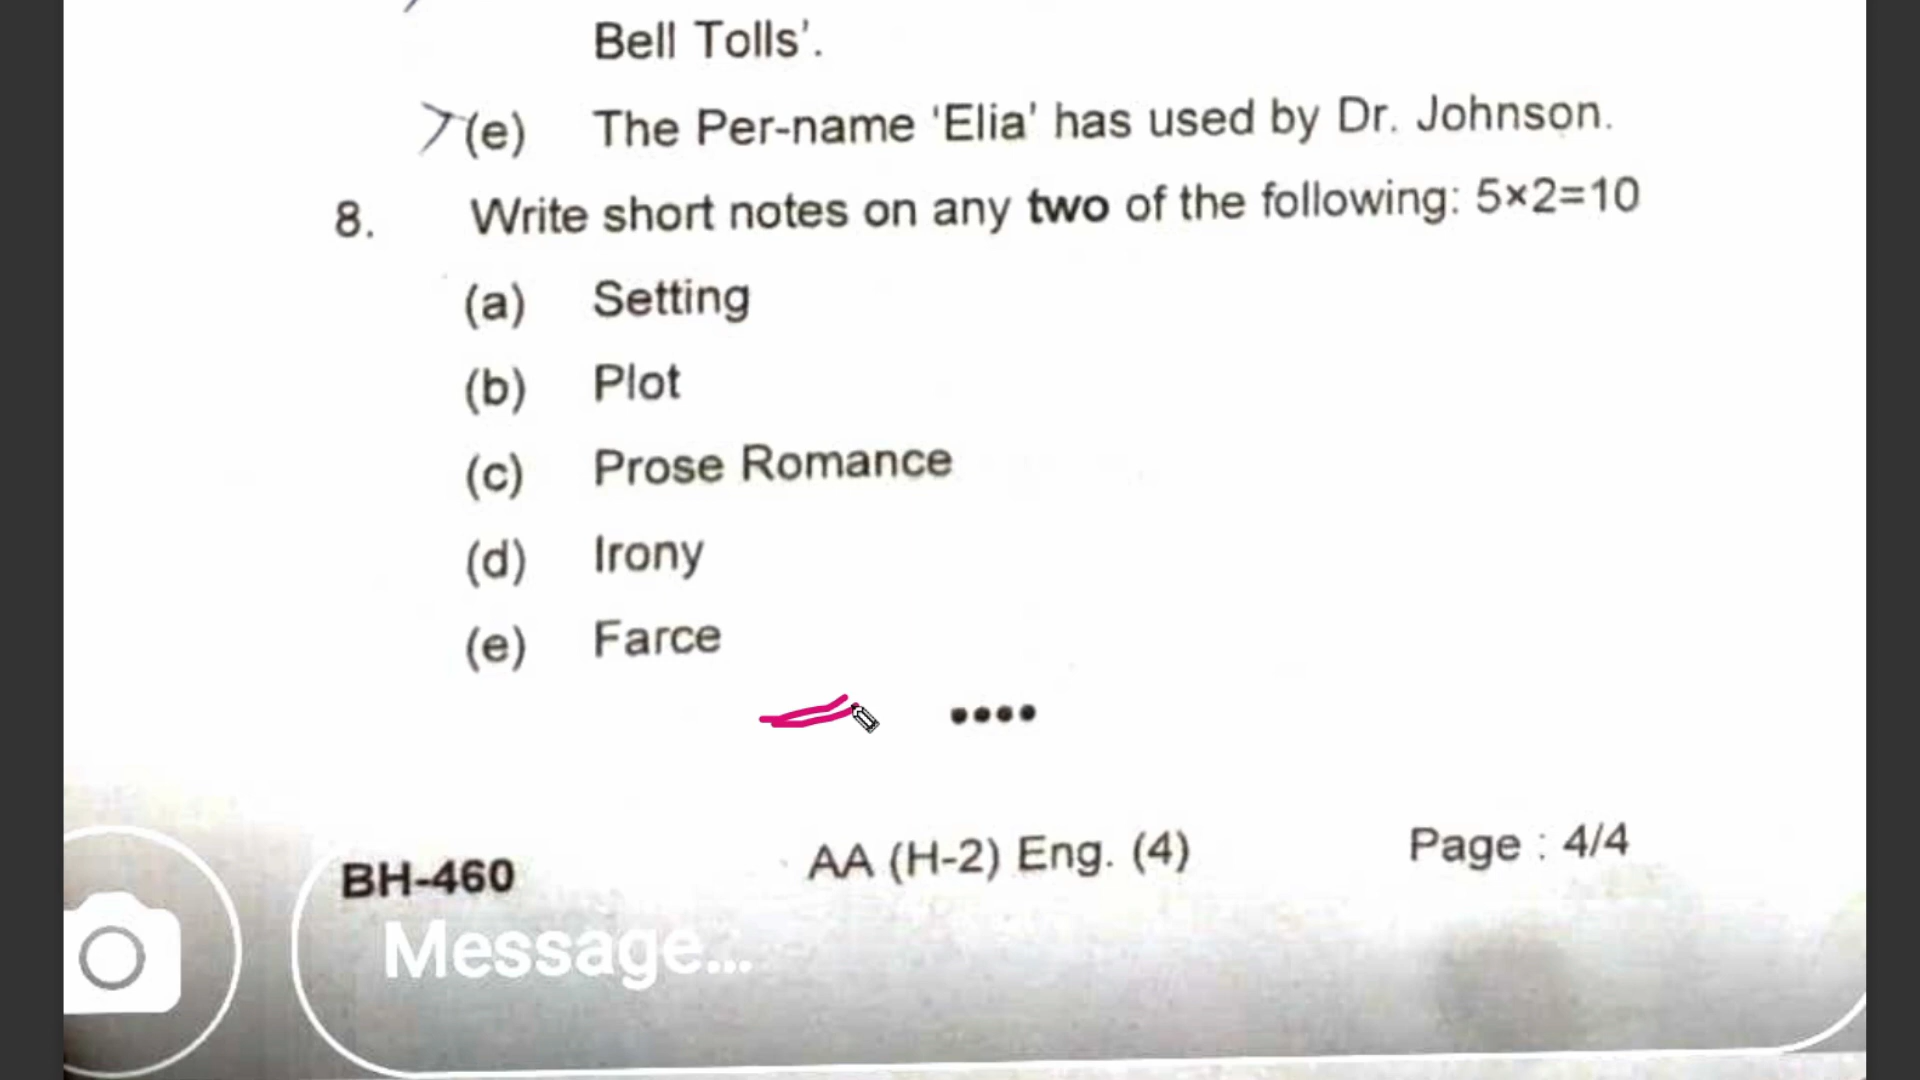 Bell Tolls'.
(e) The Per-name 'Elia' has used by Dr. Johnson.
8. Write short notes on any two of the following: 5×2=10
(a) Setting
(b) Plot
(c) Prose Romance
(d) Irony
(e) Farce
••••
BH-460 AA (H-2) Eng. (4) Page : 4/4
Message...